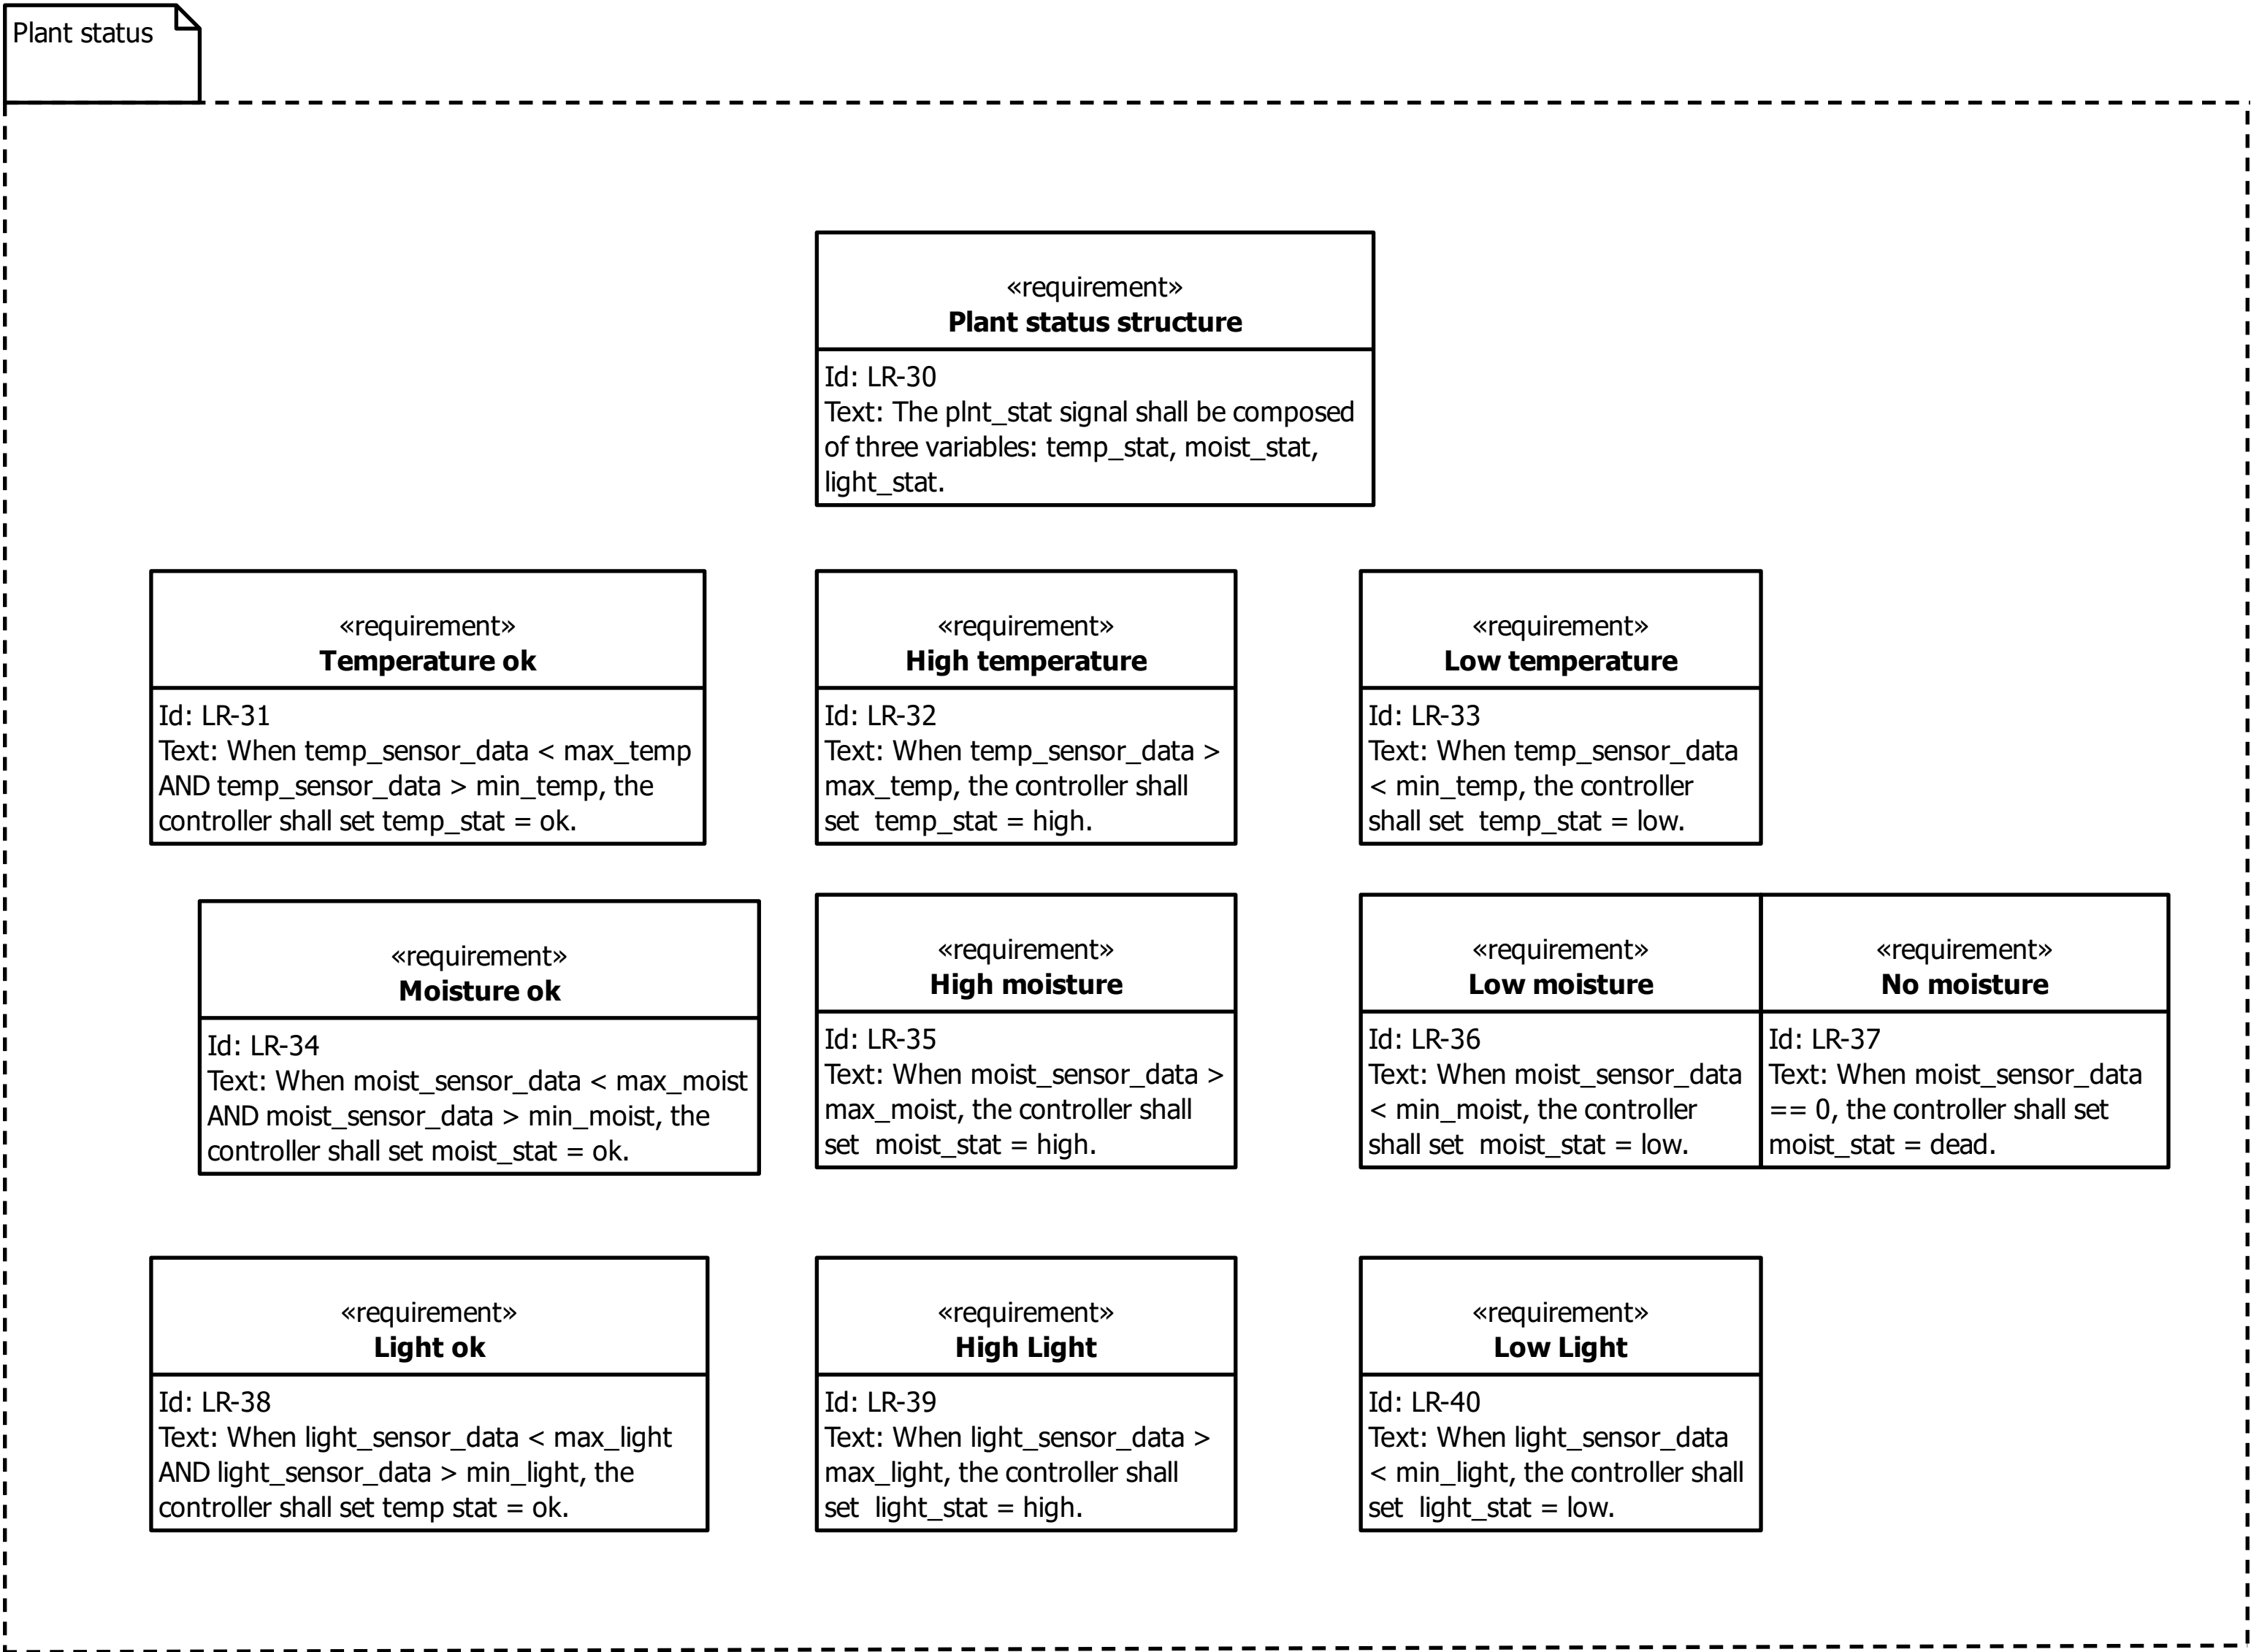 Plant status
«requirement»
Plant status structure
Id: LR-30
Text: The plnt_stat signal shall be composed
of three variables: temp_stat, moist_stat,
light_stat.
«requirement»
Temperature ok
Id: LR-31
Text: When temp_sensor_data < max_temp
AND temp_sensor_data > min_temp, the
controller shall set temp_stat = ok.
«requirement»
High temperature
Id: LR-32
Text: When temp_sensor_data >
max_temp, the controller shall
set  temp_stat = high.
«requirement»
Low temperature
Id: LR-33
Text: When temp_sensor_data
< min_temp, the controller
shall set  temp_stat = low.
«requirement»
Moisture ok
Id: LR-34
Text: When moist_sensor_data < max_moist
AND moist_sensor_data > min_moist, the
controller shall set moist_stat = ok.
«requirement»
High moisture
Id: LR-35
Text: When moist_sensor_data >
max_moist, the controller shall
set  moist_stat = high.
«requirement»
Low moisture
Id: LR-36
Text: When moist_sensor_data
< min_moist, the controller
shall set  moist_stat = low.
«requirement»
No moisture
Id: LR-37
Text: When moist_sensor_data
== 0, the controller shall set
moist_stat = dead.
«requirement»
Light ok
Id: LR-38
Text: When light_sensor_data < max_light
AND light_sensor_data > min_light, the
controller shall set temp stat = ok.
«requirement»
High Light
Id: LR-39
Text: When light_sensor_data >
max_light, the controller shall
set  light_stat = high.
«requirement»
Low Light
Id: LR-40
Text: When light_sensor_data
< min_light, the controller shall
set  light_stat = low.